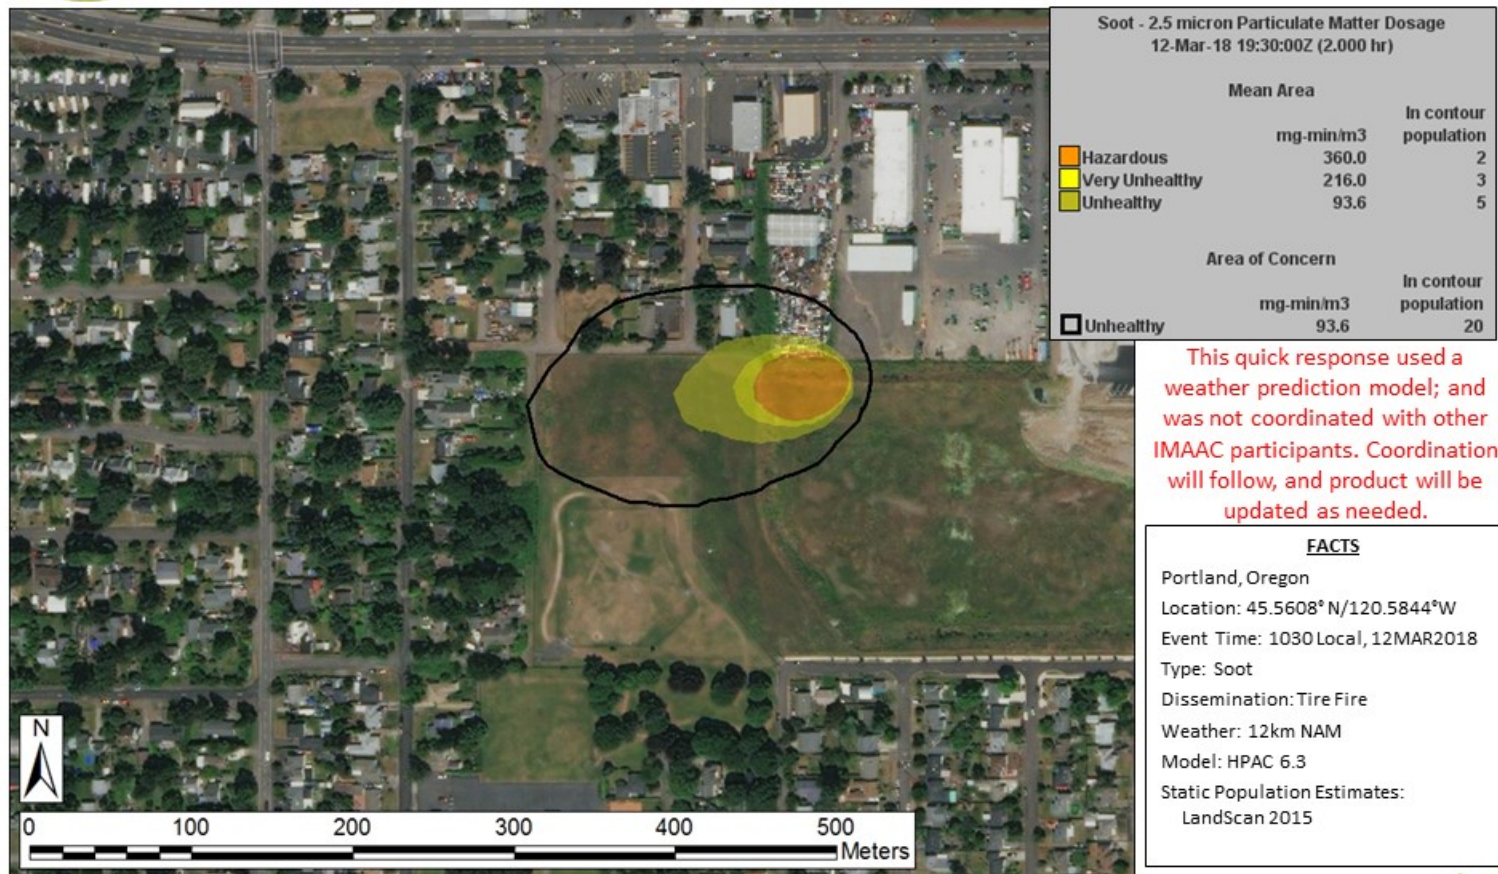 Soot - 2.5 micron Particulate Matter Dosage
12-Mar-18 19:30:00Z (2.000 hr)
Mean Area
In contour
mg-min/m3 population
Hazardous 360.0 2
Very Unhealthy 216.0 3
Unhealthy 93.6 5
Area of Concern
In contour
mg-min/m3 population
Unhealthy 93.6 20
This quick response used a
weather prediction model; and
was not coordinated with other
IMAAC participants. Coordination
will follow, and product will be
updated as needed.
FACTS
Portland, Oregon
Location: 45.5608° N/120.5844°W
Event Time: 1030 Local, 12MAR2018
Type: Soot
Dissemination: Tire Fire
Weather: 12km NAM
Model: HPAC 6.3
Static Population Estimates:
LandScan 2015
N
0 100 200 300 400 500
Meters